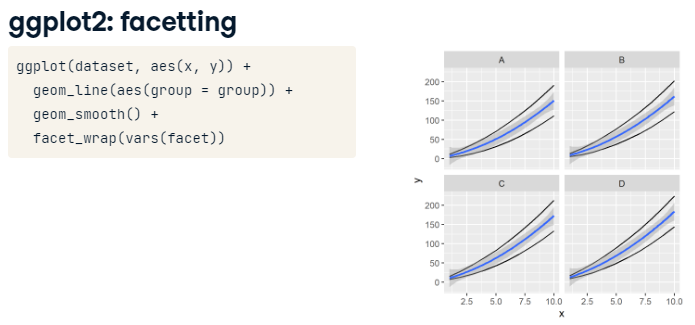 ggplot2: facetting
ggplot(dataset, aes(x, y)) +
  geom_line(aes(group = group)) +
  geom_smooth() +
  facet_wrap(vars(facet))
A
B
200
150
100
50
0
y
C
D
200
150
100
50
0
2.5 5.0 7.5 10.0 2.5 5.0 7.5 10.0
x